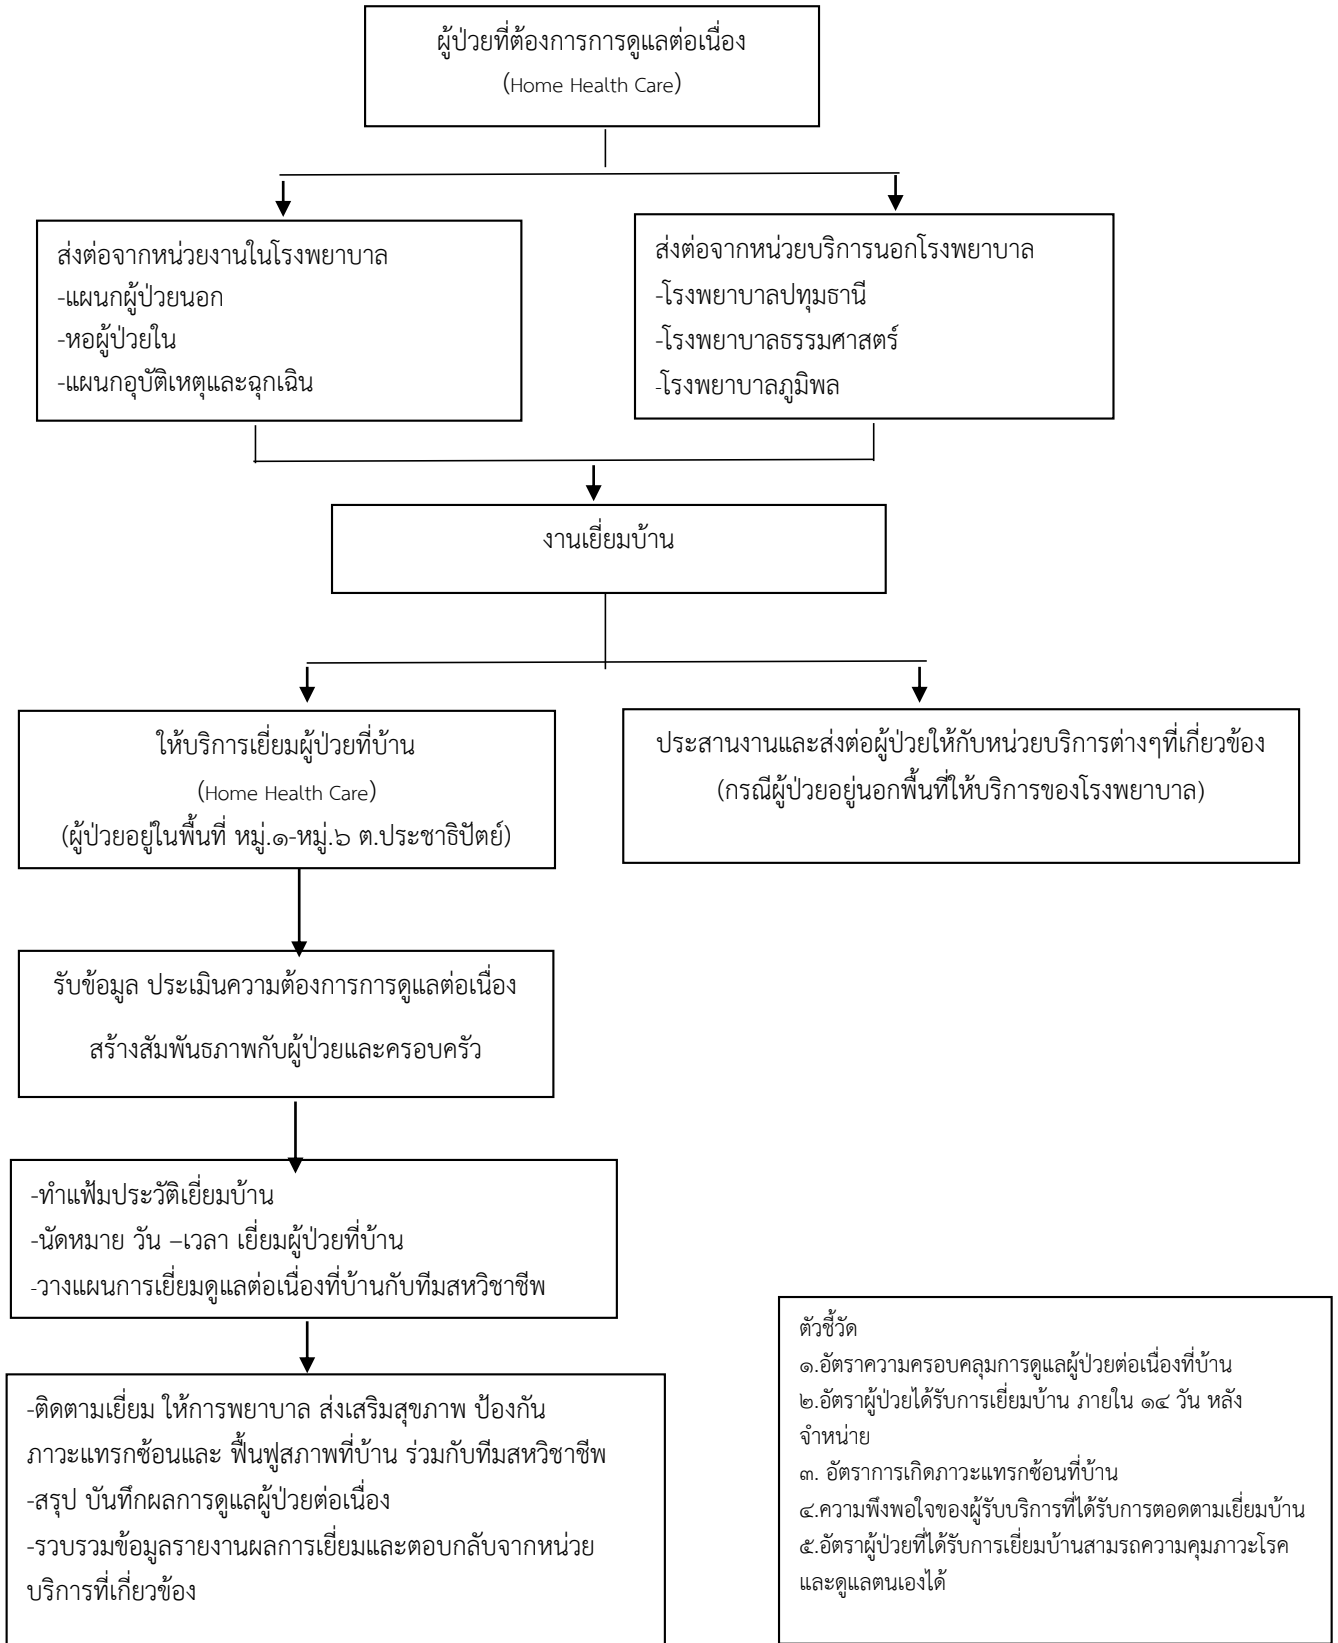 ผู้ป่วยที่ต้องการการดูแลต่อเนื่อง
(Home Health Care)
ส่งต่อจากหน่วยงานในโรงพยาบาล
-แผนกผู้ป่วยนอก
-หอผู้ป่วยใน
-แผนกอุบัติเหตุและฉุกเฉิน
ส่งต่อจากหน่วยบริการนอกโรงพยาบาล
-โรงพยาบาลปทุมธานี
-โรงพยาบาลธรรมศาสตร์
-โรงพยาบาลภูมิพล
งานเยี่ยมบ้าน
ให้บริการเยี่ยมผู้ป่วยที่บ้าน
(Home Health Care)
(ผู้ป่วยอยู่ในพื้นที่ หมู่.๑-หมู่.๖ ต.ประชาธิปัตย์)
ประสานงานและส่งต่อผู้ป่วยให้กับหน่วยบริการต่างๆที่เกี่ยวข้อง
(กรณีผู้ป่วยอยู่นอกพื้นที่ให้บริการของโรงพยาบาล)
รับข้อมูล ประเมินความต้องการการดูแลต่อเนื่อง
สร้างสัมพันธภาพกับผู้ป่วยและครอบครัว
-ทำแฟ้มประวัติเยี่ยมบ้าน
-นัดหมาย วัน –เวลา เยี่ยมผู้ป่วยที่บ้าน
-วางแผนการเยี่ยมดูแลต่อเนื่องที่บ้านกับทีมสหวิชาชีพ
-ติดตามเยี่ยม ให้การพยาบาล ส่งเสริมสุขภาพ ป้องกัน
ภาวะแทรกซ้อนและ ฟื้นฟูสภาพที่บ้าน ร่วมกับทีมสหวิชาชีพ
-สรุป บันทึกผลการดูแลผู้ป่วยต่อเนื่อง
-รวบรวมข้อมูลรายงานผลการเยี่ยมและตอบกลับจากหน่วย
บริการที่เกี่ยวข้อง
ตัวชี้วัด
๑.อัตราความครอบคลุมการดูแลผู้ป่วยต่อเนื่องที่บ้าน
๒.อัตราผู้ป่วยได้รับการเยี่ยมบ้าน ภายใน ๑๔ วัน หลัง
จำหน่าย
๓. อัตราการเกิดภาวะแทรกซ้อนที่บ้าน
๔.ความพึงพอใจของผู้รับบริการที่ได้รับการตอดตามเยี่ยมบ้าน
๕.อัตราผู้ป่วยที่ได้รับการเยี่ยมบ้านสามรถความคุมภาวะโรค
และดูแลตนเองได้